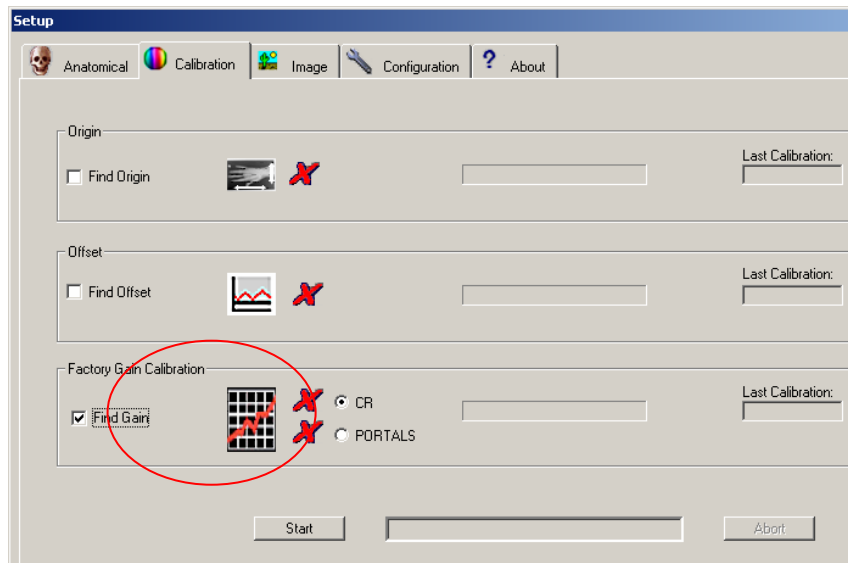 Setup
Anatomical Calibration Image Configuration ? About
Origin
Last Calibration:
Find Origin
Offset
Last Calibration:
Find Offset
Factory Gain Calibration
Last Calibration:
Find Gain
CR
PORTALS
Start Abort